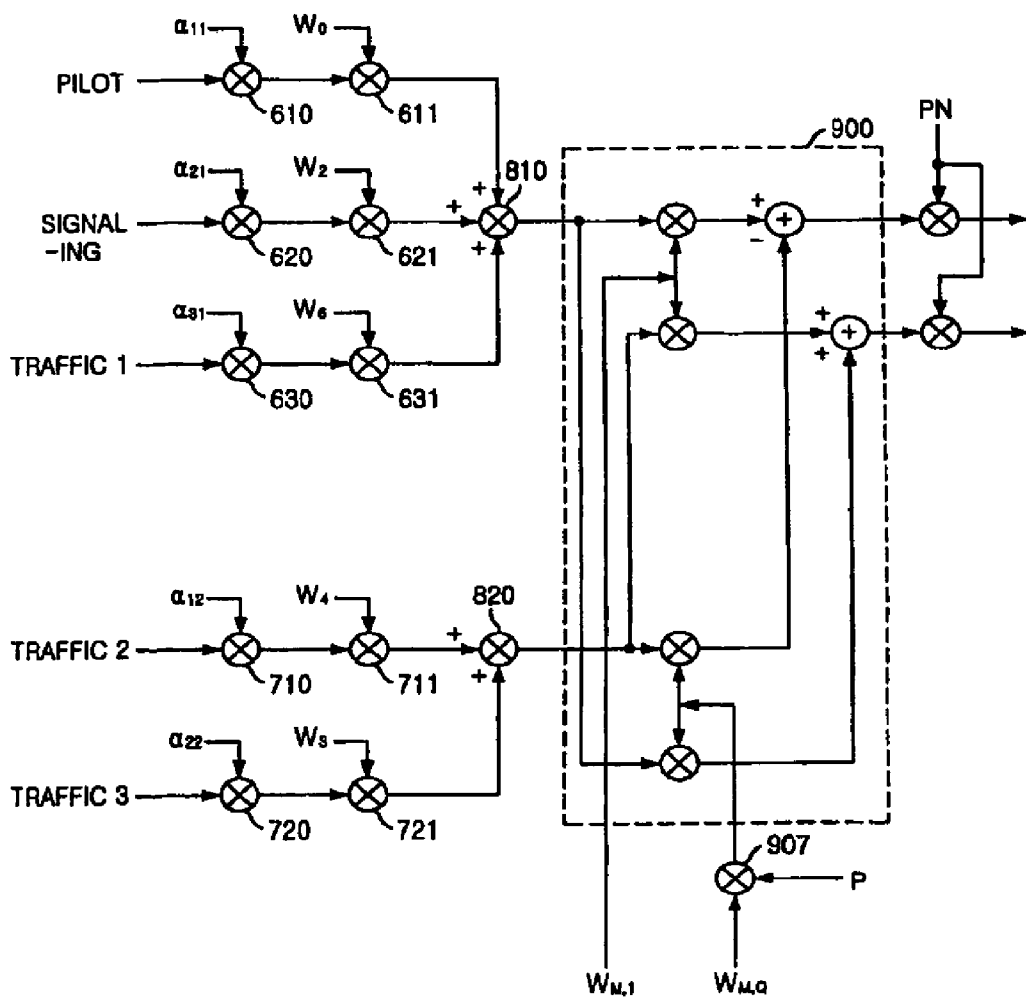 α11
W0
PILOT
610
611
900
PN
α21
W2
810
+
SIGNAL
-ING
+
+
-
+
620
621
α31
W6
+
+
TRAFFIC 1
630
631
α12
W4
820
TRAFFIC 2
+
+
710
711
α22
W3
TRAFFIC 3
720
721
907
P
WM,1
WM,Q